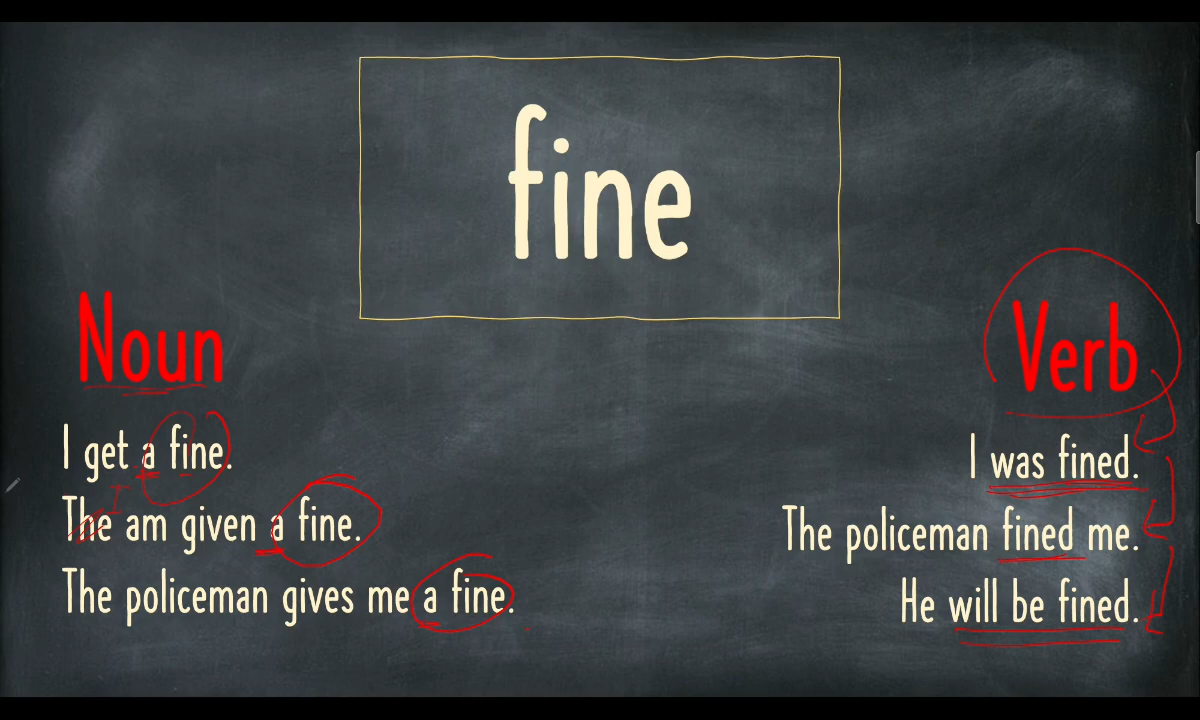 fine
Noun
I get a fine.
I
The am given a fine.
The policeman gives me a fine.
Verb
I was fined.
The policeman fined me.
He will be fined.